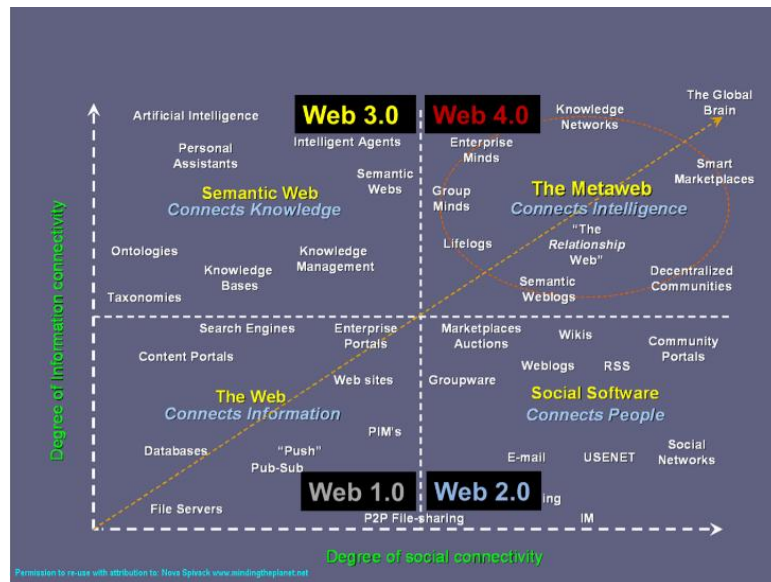 The Global
Brain
Artificial Intelligence
Web 3.0
Web 4.0
Knowledge
Networks
Personal
Assistants
Intelligent Agents
Enterprise
Minds
Semantic
Webs
Smart
Marketplaces
Semantic Web
Connects Knowledge
Group
Minds
The Metaweb
Connects Intelligence
"The
Relationship
Web"
Ontologies
Knowledge
Management
Lifelogs
Knowledge
Bases
Taxonomies
Semantic
Weblogs
Decentralized
Communities
Search Engines
Enterprise
Portals
Marketplaces
Auctions
Wikis
Community
Portals
Content Portals
Weblogs
RSS
Web sites
Groupware
The Web
Connects Information
Social Software
Connects People
PIM's
Databases
"Push"
Pub-Sub
E-mail
USENET
Social
Networks
Web 1.0
Web 2.0
ing
File Servers
P2P File-sharing
IM
Degree of Information connectivity
Degree of social connectivity
Permission to re-use with attribution to: Nova Spivack www.mindingtheplanet.net